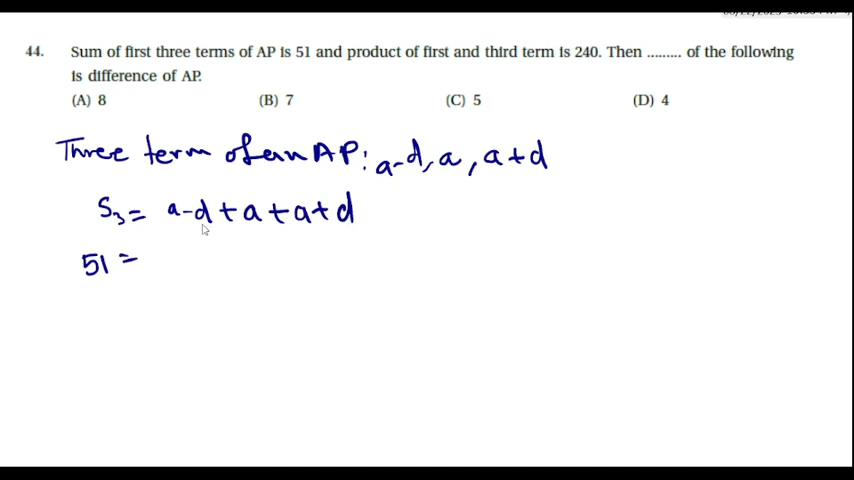 44. Sum of first three terms of AP is 51 and product of first and third term is 240. Then ......... of the following
is difference of AP.
(A) 8 (B) 7 (C) 5 (D) 4
Three term of an AP: a-d, a, a+d
S₃ = a-d+a+a+d
51 =